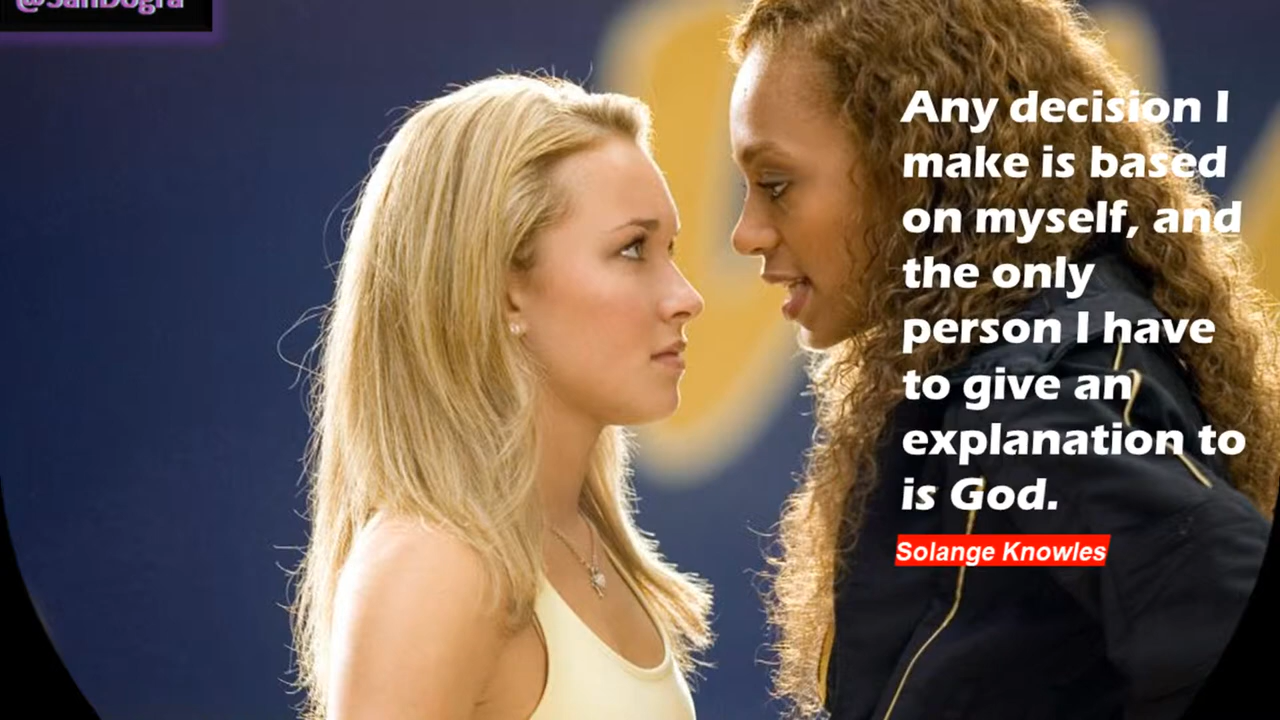 @SanDogra
Any decision I
make is based
on myself, and
the only
person I have
to give an
explanation to
is God.
Solange Knowles